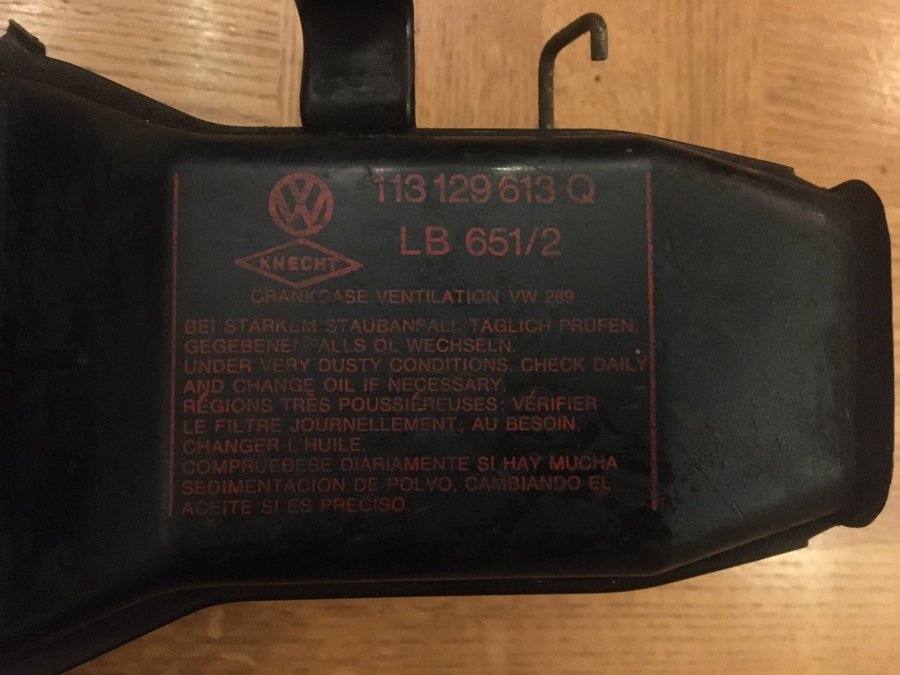 VW
113 129 613 Q
LB 651/2
KNECHT
CRANKCASE VENTILATION VW 289
BEI STARKEM STAUBANFALL TÄGLICH PRÜFEN,
GEGEBENENFALLS ÖL WECHSELN.
UNDER VERY DUSTY CONDITIONS. CHECK DAILY
AND CHANGE OIL IF NECESSARY.
RÉGIONS TRÈS POUSSIÉREUSES: VÉRIFIER
LE FILTRE JOURNELLEMENT; AU BESOIN,
CHANGER L'HUILE.
COMPRUEBESE DIARIAMENTE SI HAY MUCHA
SEDIMENTACION DE POLVO, CAMBIANDO EL
ACEITE SI ES PRECISO.